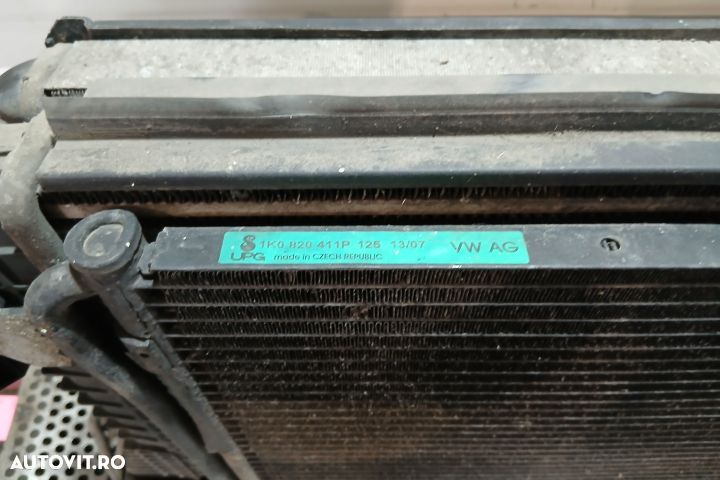 1K0 820 411P 126 13/07 VW AG
UPG made in CZECH REPUBLIC
AUTOVIT.RO